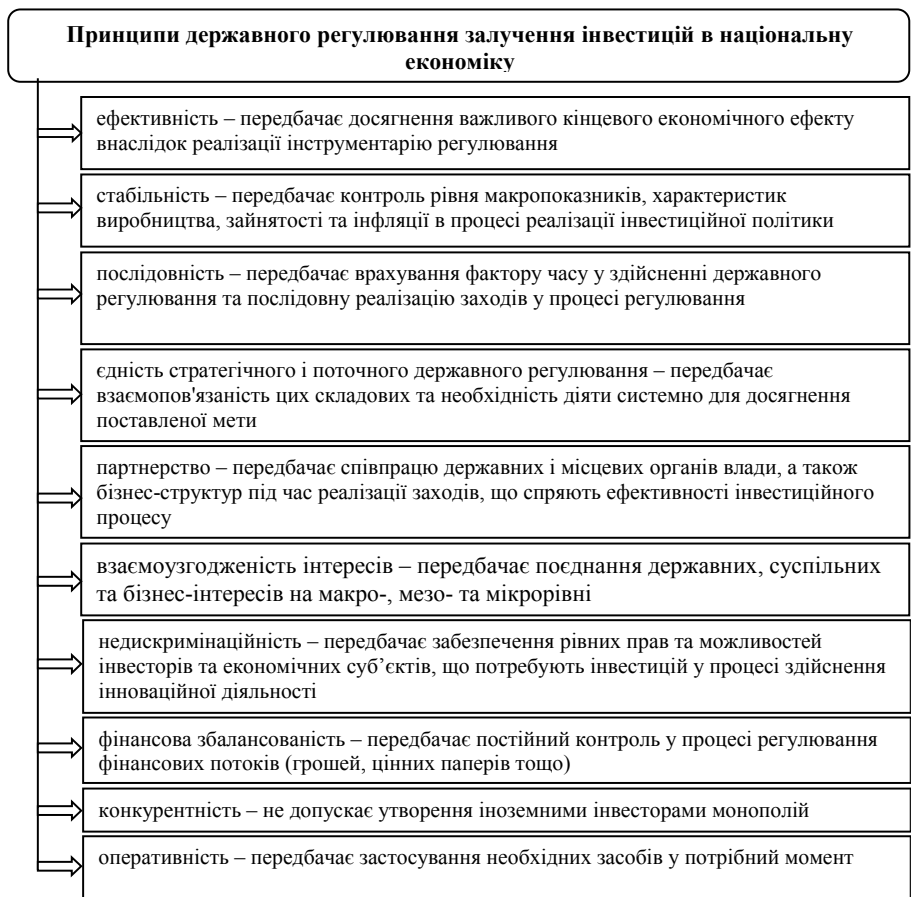 Принципи державного регулювання залучення інвестицій в національну
економіку
ефективність – передбачає досягнення важливого кінцевого економічного ефекту
внаслідок реалізації інструментарію регулювання
стабільність – передбачає контроль рівня макропоказників, характеристик
виробництва, зайнятості та інфляції в процесі реалізації інвестиційної політики
послідовність – передбачає врахування фактору часу у здійсненні державного
регулювання та послідовну реалізацію заходів у процесі регулювання
єдність стратегічного і поточного державного регулювання – передбачає
взаємопов'язаність цих складових та необхідність діяти системно для досягнення
поставленої мети
партнерство – передбачає співпрацю державних і місцевих органів влади, а також
бізнес-структур під час реалізації заходів, що спряють ефективності інвестиційного
процесу
взаємоузгодженість інтересів – передбачає поєднання державних, суспільних
та бізнес-інтересів на макро-, мезо- та мікрорівні
недискримінаційність – передбачає забезпечення рівних прав та можливостей
інвесторів та економічних суб’єктів, що потребують інвестицій у процесі здійснення
інноваційної діяльності
фінансова збалансованість – передбачає постійний контроль у процесі регулювання
фінансових потоків (грошей, цінних паперів тощо)
конкурентність – не допускає утворення іноземними інвесторами монополій
оперативність – передбачає застосування необхідних засобів у потрібний момент